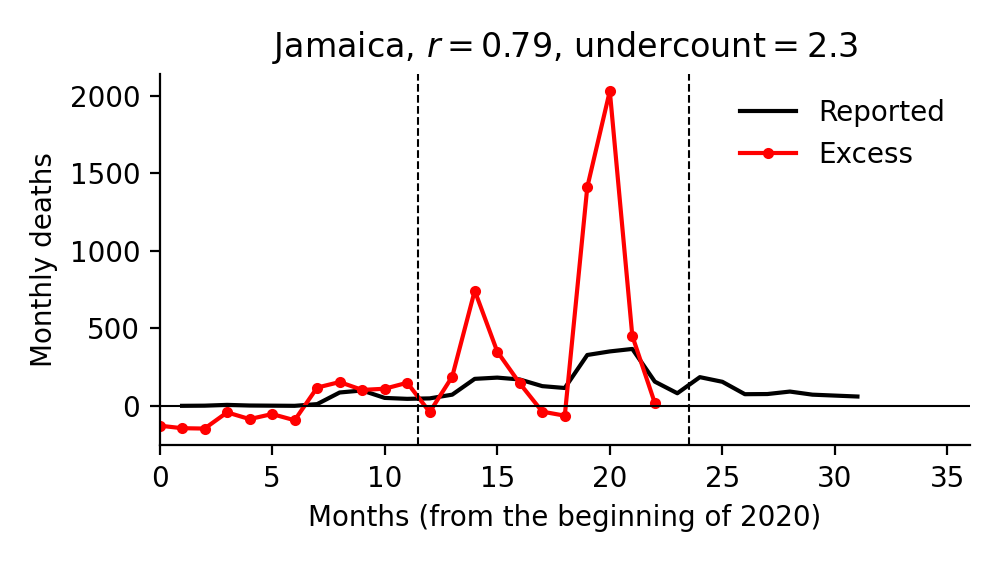 Jamaica, r = 0.79, undercount = 2.3
Monthly deaths
2000
1500
1000
500
0
Reported
Excess
0 5 10 15 20 25 30 35
Months (from the beginning of 2020)